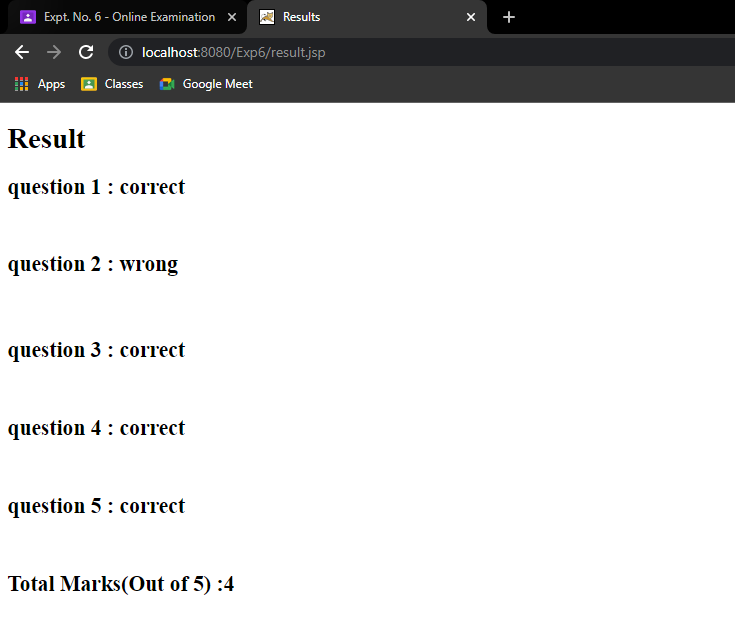 Expt. No. 6 - Online Examination
Results
localhost:8080/Exp6/result.jsp
Apps
Classes
Google Meet
Result
question 1 : correct
question 2 : wrong
question 3 : correct
question 4 : correct
question 5 : correct
Total Marks(Out of 5) :4